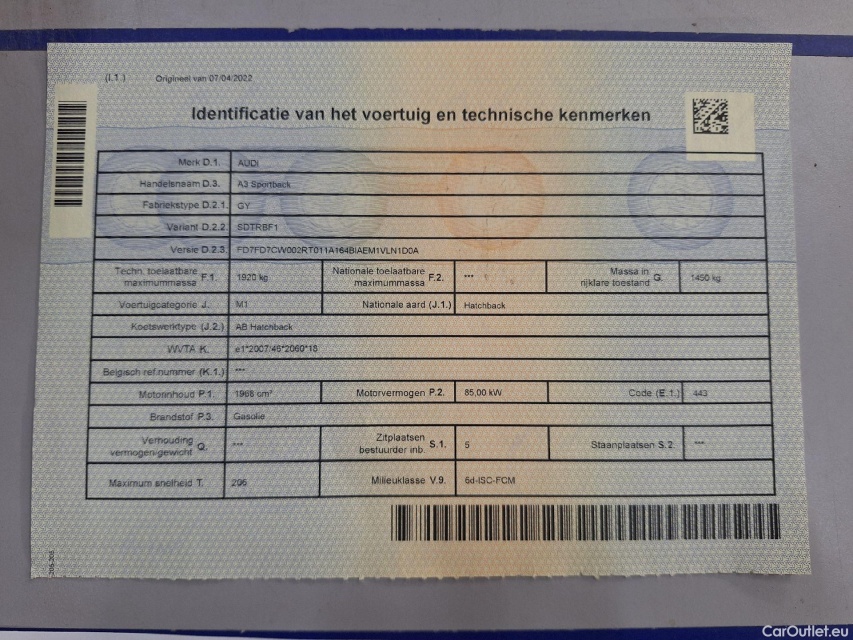 (I.1.) Origineel van 07/04/2022
Identificatie van het voertuig en technische kenmerken
Merk D.1. AUDI
Handelsnaam D.3. A3 Sportback
Fabriekstype D.2.1. GY
Variant D.2.2. SDTRBF1
Versie D.2.3. FD7FD7CW002RT011A164BIAEM1VLN1D0A
Techn. toelaatbare maximummassa F.1. 1920 kg Nationale toelaatbare maximummassa F.2. *** Massa in rijklare toestand G. 1450 kg
Voertuigcategorie J. M1 Nationale aard (J.1.) Hatchback
Koetswerktype (J.2.) AB Hatchback
WVTA K. e1*2007/46*2060*18
Belgisch ref.nummer (K.1.) ***
Motorinhoud P.1. 1968 cm³ Motorvermogen P.2. 85,00 kW Code (E.1.) 443
Brandstof P.3. Gasolie
Verhouding vermogen/gewicht Q. *** Zitplaatsen bestuurder inb. S.1. 5 Staanplaatsen S.2. ***
Maximum snelheid T. 206 Milieuklasse V.9. 6d-ISC-FCM
CarOutlet.eu